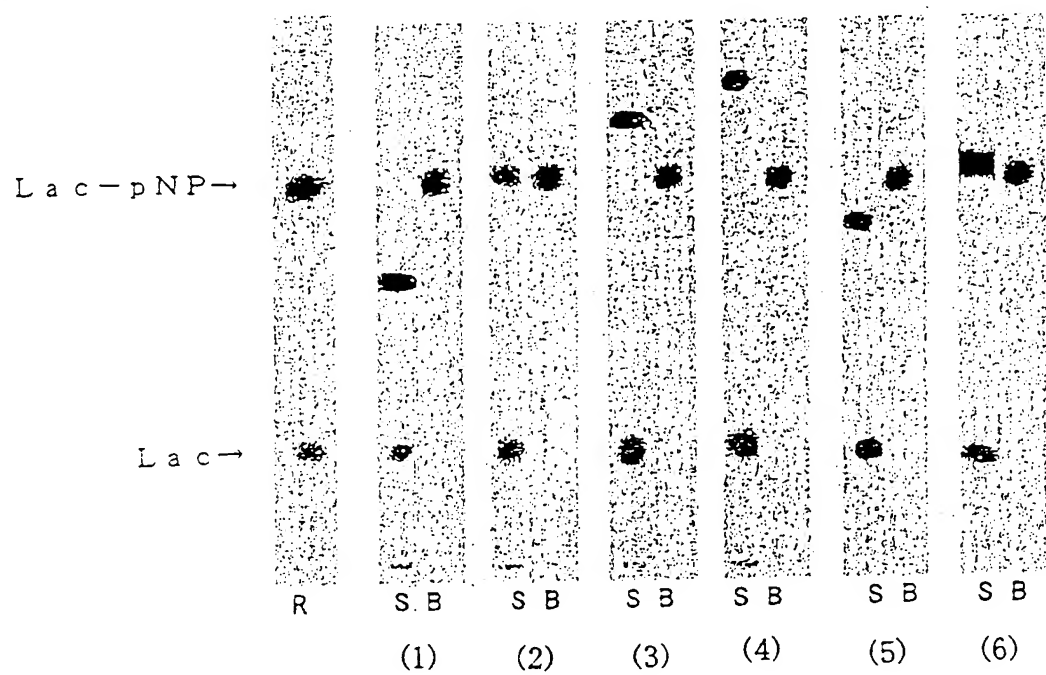 Lac-pNP→
Lac→
R S. B S B S B S B S B S B
(1) (2) (3) (4) (5) (6)